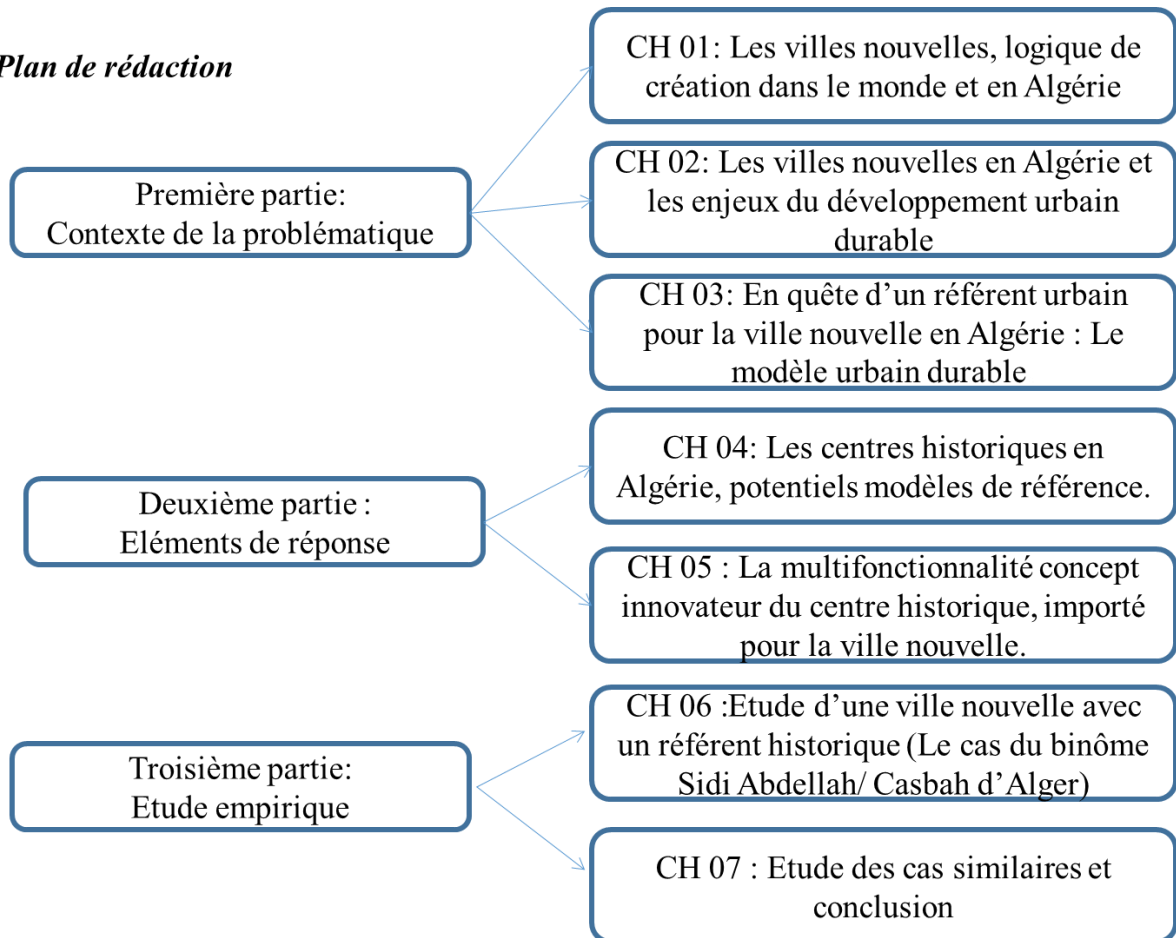 Plan de rédaction
Première partie:
Contexte de la problématique
CH 01: Les villes nouvelles, logique de
création dans le monde et en Algérie
CH 02: Les villes nouvelles en Algérie et
les enjeux du développement urbain
durable
CH 03: En quête d’un référent urbain
pour la ville nouvelle en Algérie : Le
modèle urbain durable
Deuxième partie :
Eléments de réponse
CH 04: Les centres historiques en
Algérie, potentiels modèles de référence.
CH 05 : La multifonctionnalité concept
innovateur du centre historique, importé
pour la ville nouvelle.
Troisième partie:
Etude empirique
CH 06 :Etude d’une ville nouvelle avec
un référent historique (Le cas du binôme
Sidi Abdellah/ Casbah d’Alger)
CH 07 : Etude des cas similaires et
conclusion